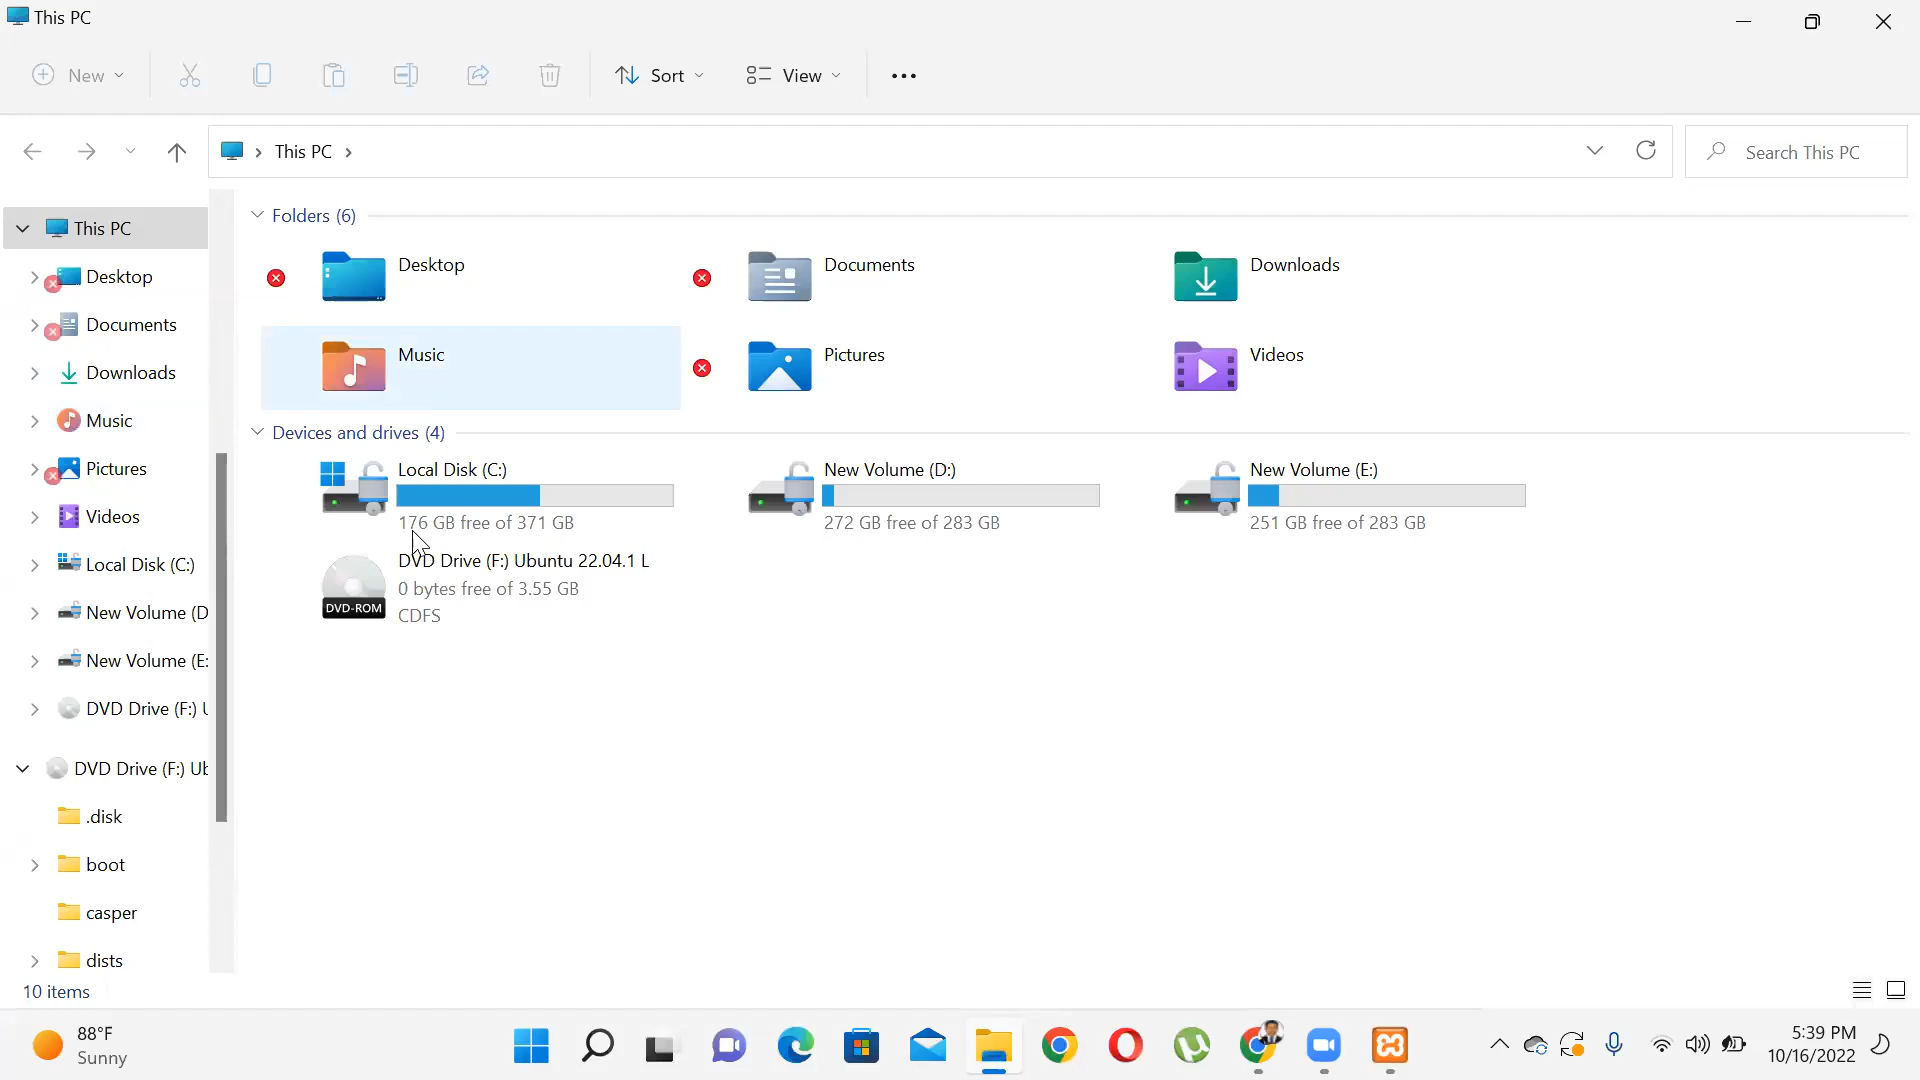 This PC
New
Sort
View
This PC
Search This PC
This PC
Desktop
Documents
Downloads
Music
Pictures
Videos
Local Disk (C:)
New Volume (D
New Volume (E:
DVD Drive (F:) U
DVD Drive (F:) Ub
.disk
boot
casper
dists
Folders (6)
Desktop
Documents
Downloads
Music
Pictures
Videos
Devices and drives (4)
Local Disk (C:)
176 GB free of 371 GB
New Volume (D:)
272 GB free of 283 GB
New Volume (E:)
251 GB free of 283 GB
DVD-ROM
DVD Drive (F:) Ubuntu 22.04.1 L
0 bytes free of 3.55 GB
CDFS
10 items
88°F
Sunny
5:39 PM
10/16/2022